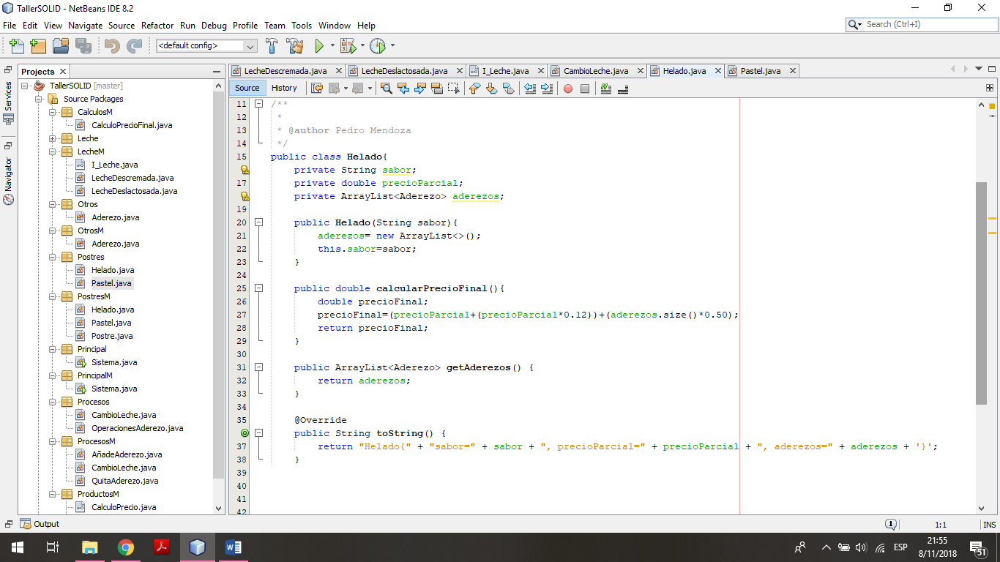 TallerSOLID - NetBeans IDE 8.2
File Edit View Navigate Source Refactor Run Debug Profile Team Tools Window Help
Search (Ctrl+I)
<default config>
Services
Navigator
Projects
TallerSOLID [master]
Source Packages
CalculosM
CalculoPrecioFinal.java
Leche
LecheM
I_Leche.java
LecheDescremada.java
LecheDeslactosada.java
Otros
Aderezo.java
OtrosM
Aderezo.java
Postres
Helado.java
Pastel.java
PostresM
Helado.java
Pastel.java
Postre.java
Principal
Sistema.java
PrincipalM
Sistema.java
Procesos
CambioLeche.java
OperacionesAderezo.java
ProcesosM
AñadeAderezo.java
CambioLeche.java
QuitaAderezo.java
ProductosM
CalculoPrecio.java
LecheDescremada.java LecheDeslactosada.java I_Leche.java CambioLeche.java Helado.java Pastel.java
Source History
11 /**
12 *
13 * @author Pedro Mendoza
14 */
15 public class Helado{
private String sabor;
17 private double precioParcial;
private ArrayList<Aderezo> aderezos;
19
20 public Helado(String sabor){
21 aderezos= new ArrayList<>();
22 this.sabor=sabor;
23 }
24
25 public double calcularPrecioFinal(){
26 double precioFinal;
27 precioFinal=(precioParcial+(precioParcial*0.12))+(aderezos.size()*0.50);
28 return precioFinal;
29 }
30
31 public ArrayList<Aderezo> getAderezos() {
32 return aderezos;
33 }
34
35 @Override
public String toString() {
37 return "Helado{" + "sabor=" + sabor + ", precioParcial=" + precioParcial + ", aderezos=" + aderezos + '}';
38 }
39
40
41
42
Output
1
1:1
INS
ESP
21:55
8/11/2018
51